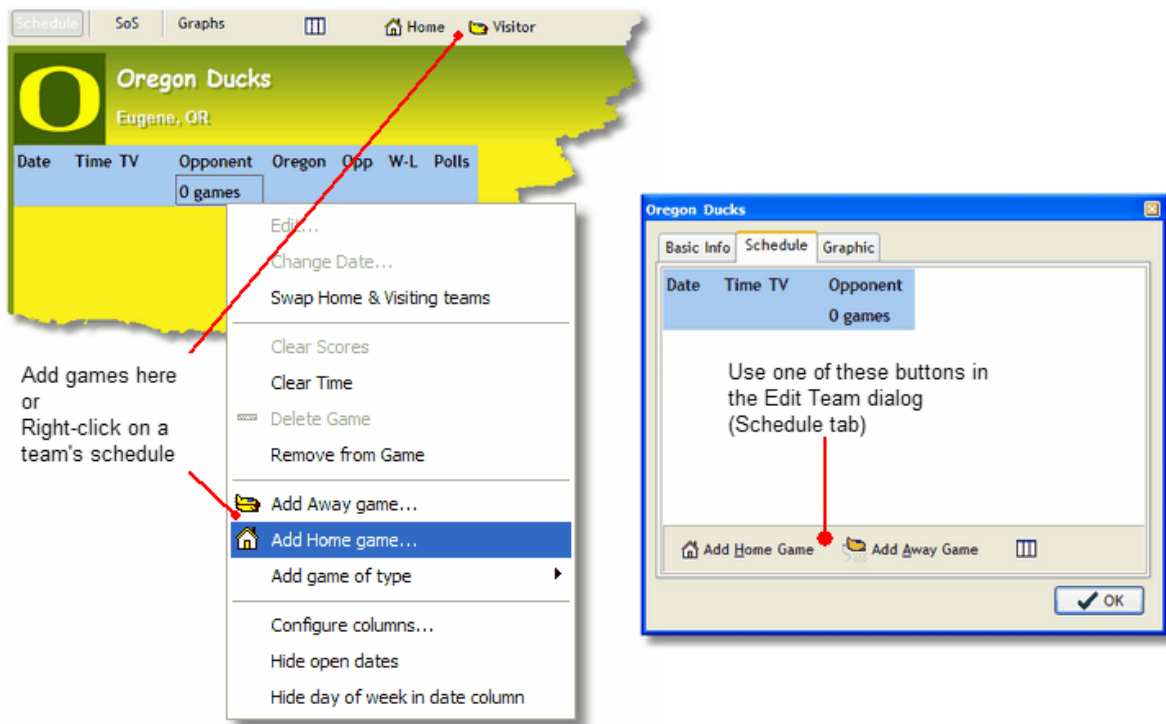 Schedule SoS Graphs Home Visitor
O
Oregon Ducks
Eugene, OR
Date Time TV Opponent Oregon Opp W-L Polls
0 games
Edit...
Change Date...
Swap Home & Visiting teams
Clear Scores
Clear Time
Delete Game
Remove from Game
Add Away game...
Add Home game...
Add game of type
Configure columns...
Hide open dates
Hide day of week in date column
Add games here
or
Right-click on a
team's schedule
Oregon Ducks
Basic Info Schedule Graphic
Date Time TV Opponent
0 games
Use one of these buttons in
the Edit Team dialog
(Schedule tab)
Add Home Game Add Away Game
OK